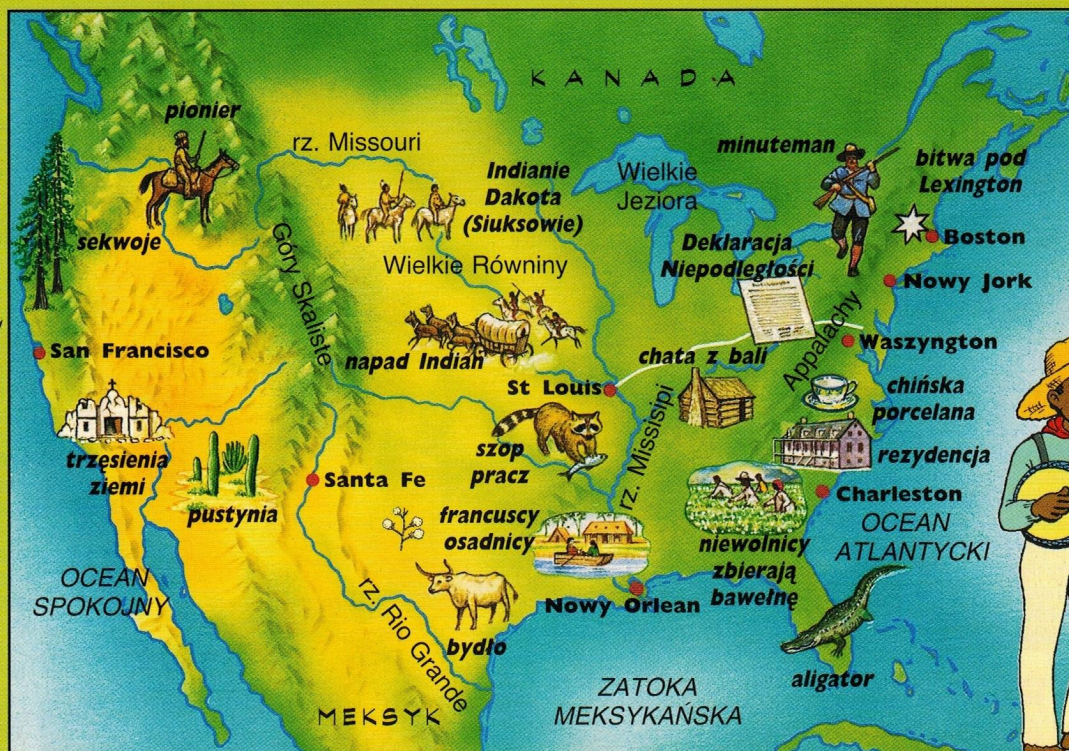 KANADA
pionier
rz. Missouri
minuteman
bitwa pod
Lexington
Indianie
Dakota
(Siuksowie)
Wielkie
Jeziora
sekwoje
Góry Skaliste
Wielkie Równiny
Deklaracja
Niepodległości
Boston
Nowy Jork
San Francisco
napad Indian
chata z bali
Appalachy
Waszyngton
St Louis
rz. Missisipi
chińska
porcelana
trzęsienia
ziemi
szop
pracz
rezydencja
Santa Fe
pustynia
Charleston
francuscy
osadnicy
niewolnicy
zbierają
bawełnę
OCEAN
ATLANTYCKI
OCEAN
SPOKOJNY
rz. Rio Grande
Nowy Orlean
bydło
aligator
ZATOKA
MEKSYKAŃSKA
MEKSYK